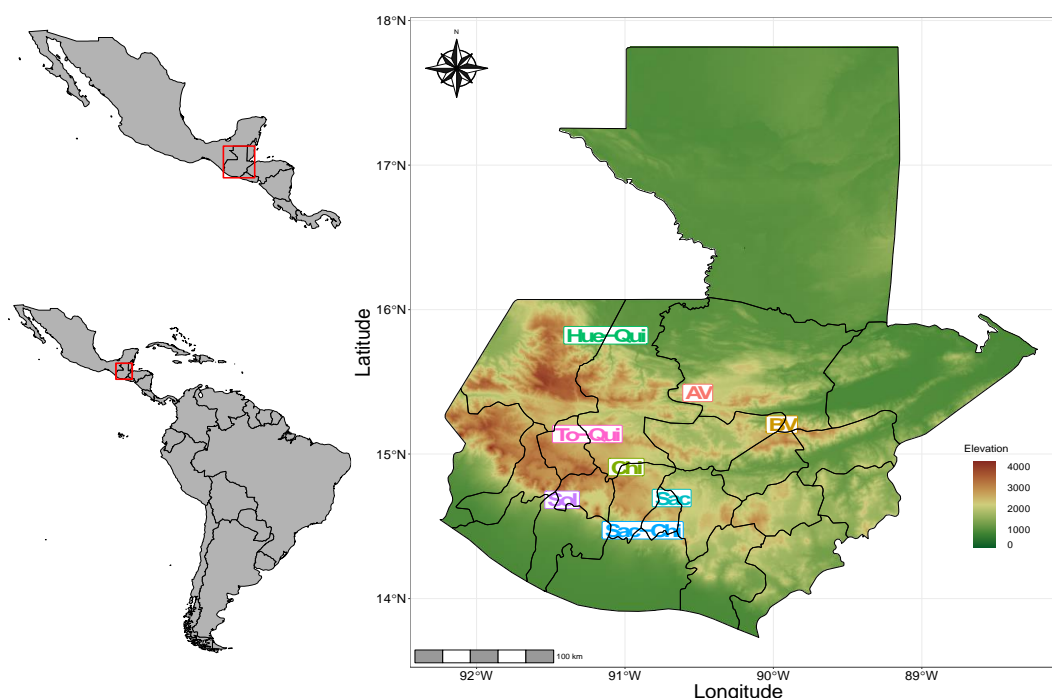 N
18°N
17°N
16°N
15°N
14°N
Latitude
Hue−Qui
AV
BV
To−Qui
Chi
Sol
Sac
Sac−Chi
Elevation
4000
3000
2000
1000
0
100 km
92°W
91°W
90°W
89°W
Longitude